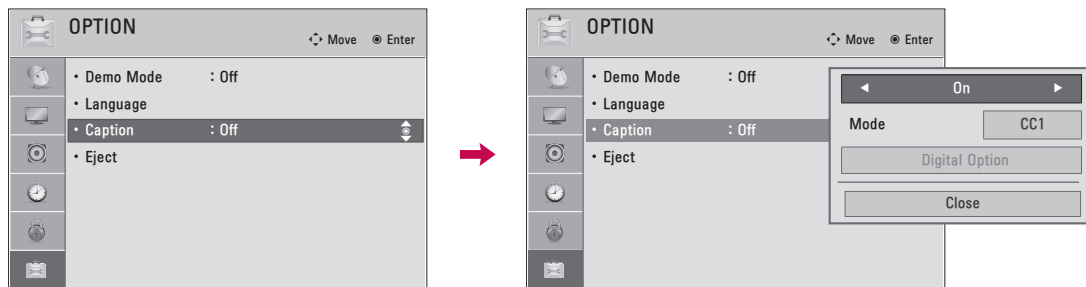 OPTION
Move Enter
• Demo Mode : Off
• Language
• Caption : Off
• Eject
OPTION
Move Enter
• Demo Mode : Off
• Language
• Caption : Off
• Eject
◄ On ►
Mode CC1
Digital Option
Close